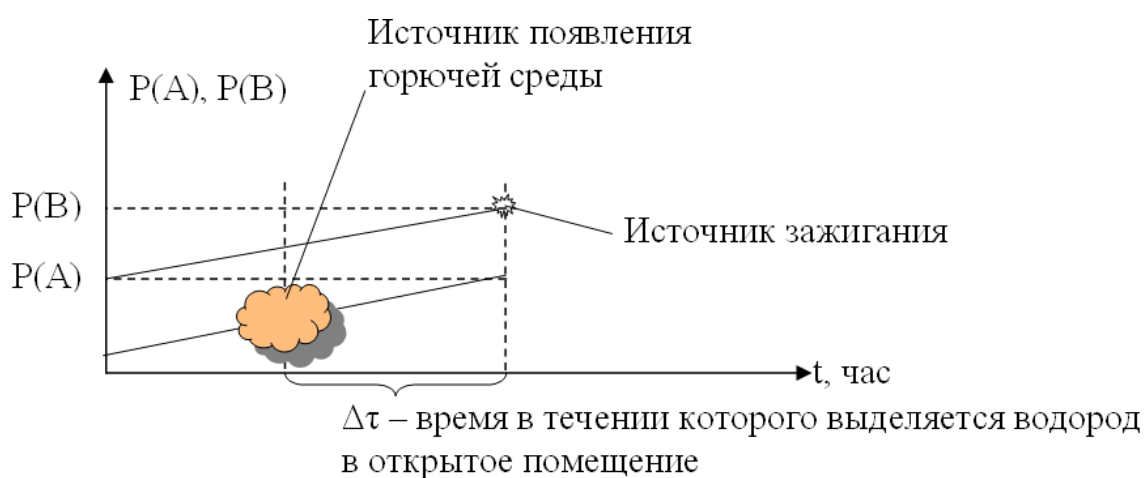 Источник появления
горючей среды
P(A), P(B)
P(B)
Источник зажигания
P(A)
t, час
Δτ – время в течении которого выделяется водород
в открытое помещение